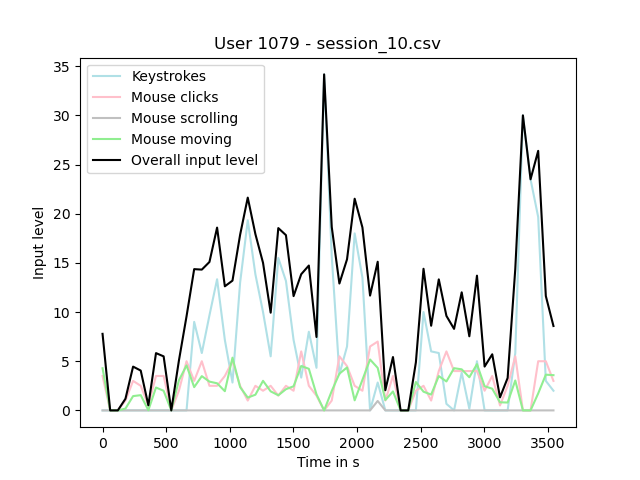 User 1079 - session_10.csv
Keystrokes
Mouse clicks
Mouse scrolling
Mouse moving
Overall input level
35
30
25
20
15
10
5
0
Input level
0 500 1000 1500 2000 2500 3000 3500
Time in s